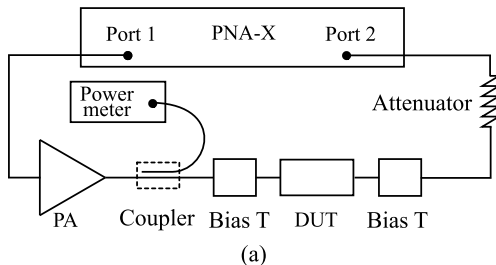 Port 1 PNA-X Port 2
Power
meter
Attenuator
PA
Coupler
Bias T
DUT
Bias T
(a)